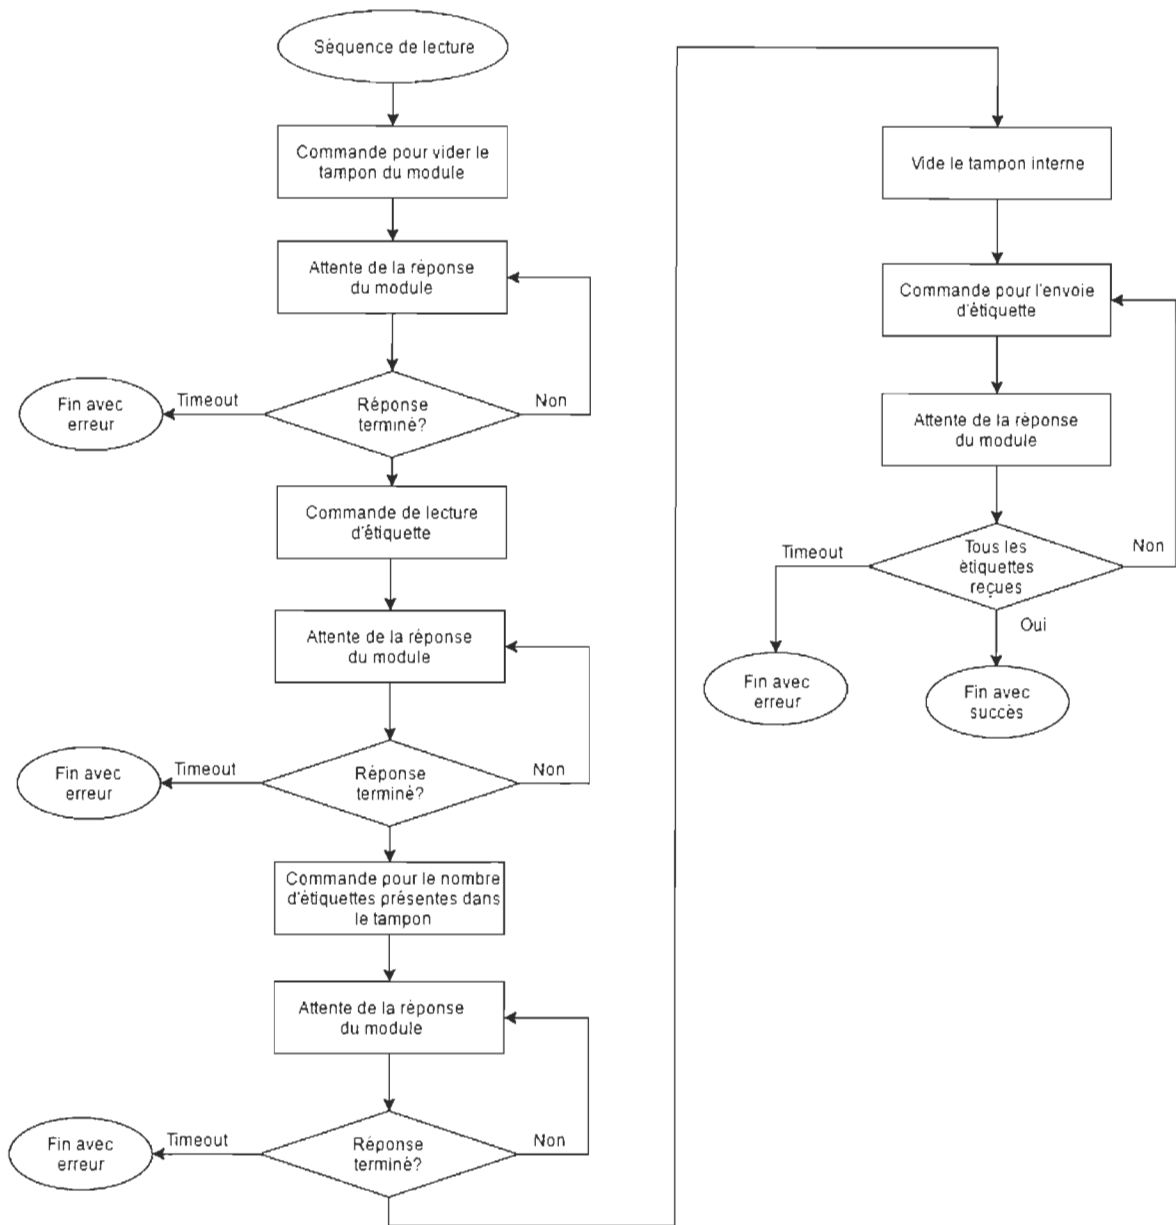 Séquence de lecture
Commande pour vider le
tampon du module
Attente de la réponse
du module
Timeout
Fin avec
erreur
Réponse
terminé?
Non
Commande de lecture
d'étiquette
Attente de la réponse
du module
Timeout
Fin avec
erreur
Réponse
terminé?
Non
Commande pour le nombre
d'étiquettes présentes dans
le tampon
Attente de la réponse
du module
Timeout
Fin avec
erreur
Réponse
terminé?
Non
Vide le tampon interne
Commande pour l'envoie
d'étiquette
Attente de la réponse
du module
Timeout
Tous les
étiquettes
reçues
Non
Oui
Fin avec
erreur
Fin avec
succès